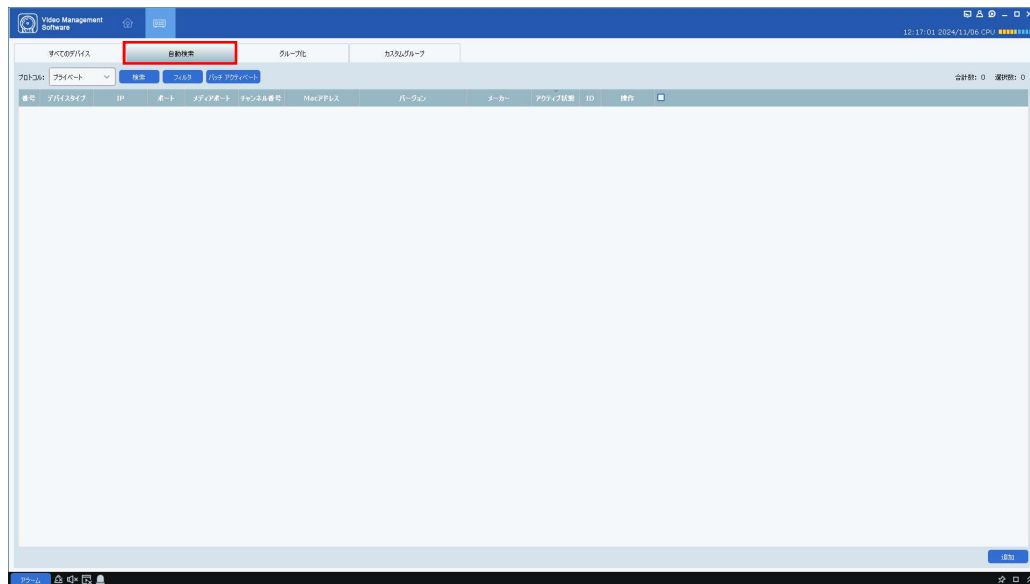 Video Management
Software
12:17:01 2024/11/06 CPU
すべてのデバイス 自動検索 グループ化 カスタムグループ
プロトコル: プライベート 検索 フィルタ バッチ アクティベート 合計数: 0 選択数: 0
番号 デバイスタイプ IP ポート メディアポート チャンネル番号 Macアドレス バージョン メーカー アクティブ状態 ID 操作
追加
アラーム